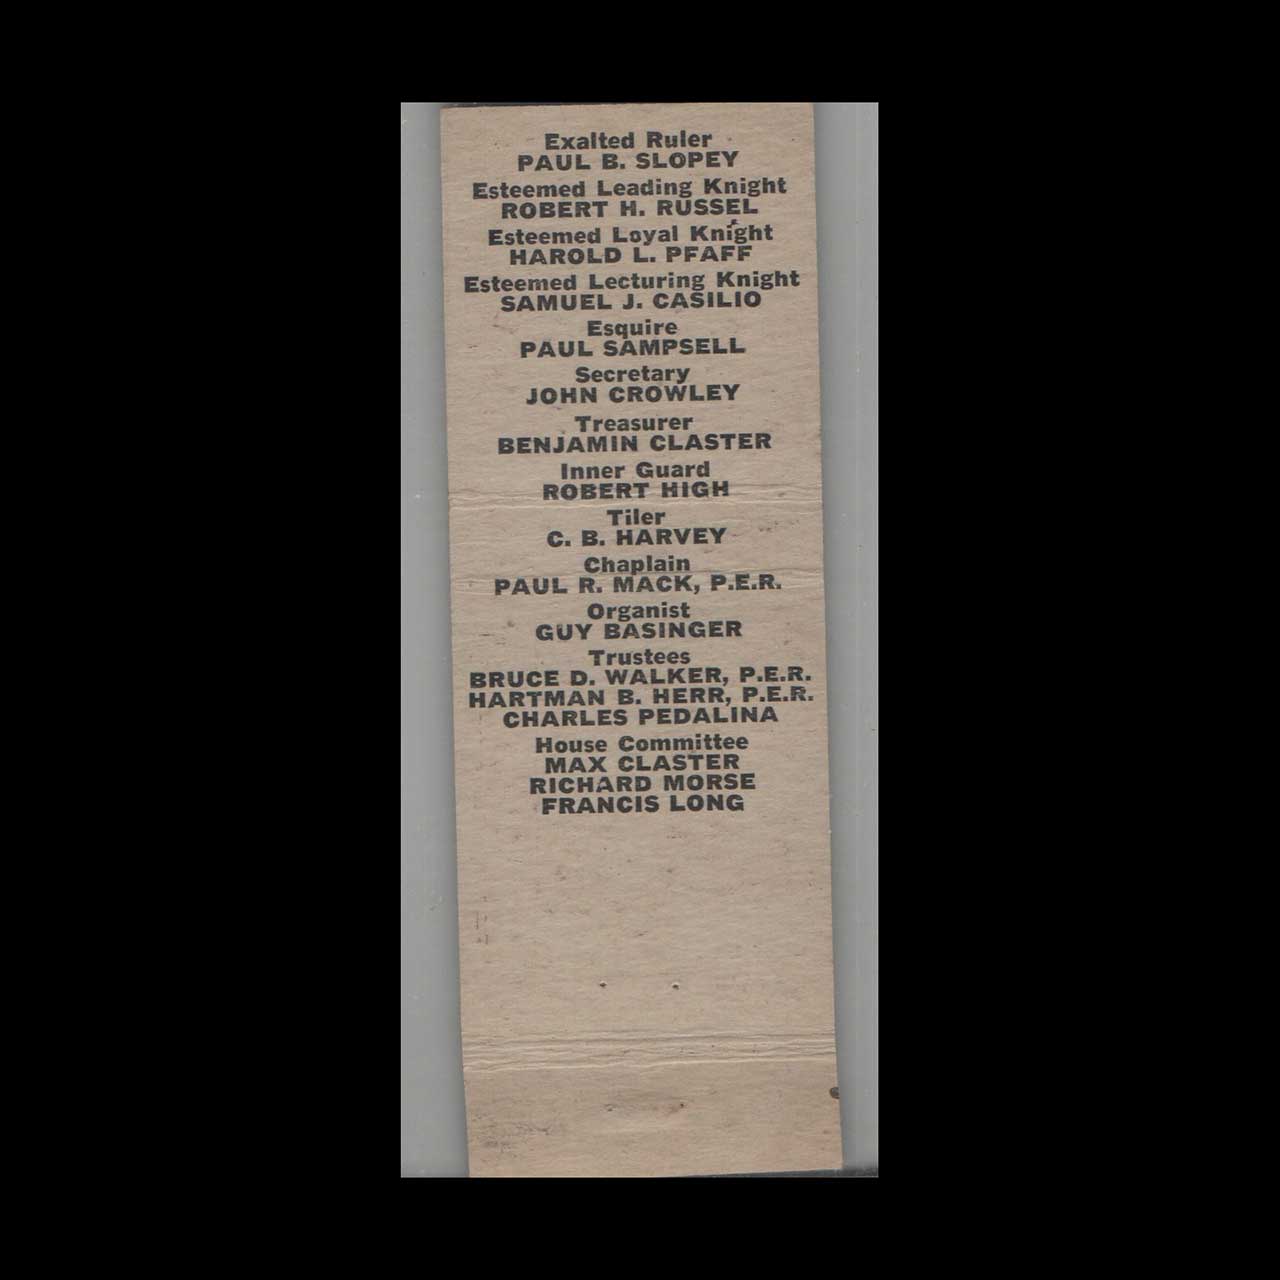 Exalted Ruler
PAUL B. SLOPEY
Esteemed Leading Knight
ROBERT H. RUSSEL
Esteemed Loyal Knight
HAROLD L. PFAFF
Esteemed Lecturing Knight
SAMUEL J. CASILIO
Esquire
PAUL SAMPSELL
Secretary
JOHN CROWLEY
Treasurer
BENJAMIN CLASTER
Inner Guard
ROBERT HIGH
Tiler
C. B. HARVEY
Chaplain
PAUL R. MACK, P.E.R.
Organist
GUY BASINGER
Trustees
BRUCE D. WALKER, P.E.R.
HARTMAN B. HERR, P.E.R.
CHARLES PEDALINA
House Committee
MAX CLASTER
RICHARD MORSE
FRANCIS LONG